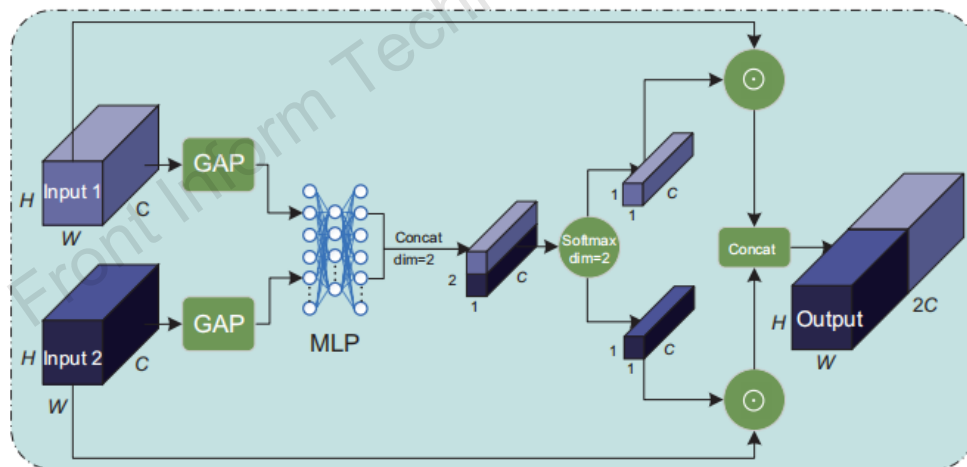 Front Inform Techn
Input 1
H
W
C
GAP
Input 2
H
W
C
GAP
MLP
Concat
dim=2
2
1
C
Softmax
dim=2
1
1
C
1
1
C
⊙
⊙
Concat
H
Output
W
2C